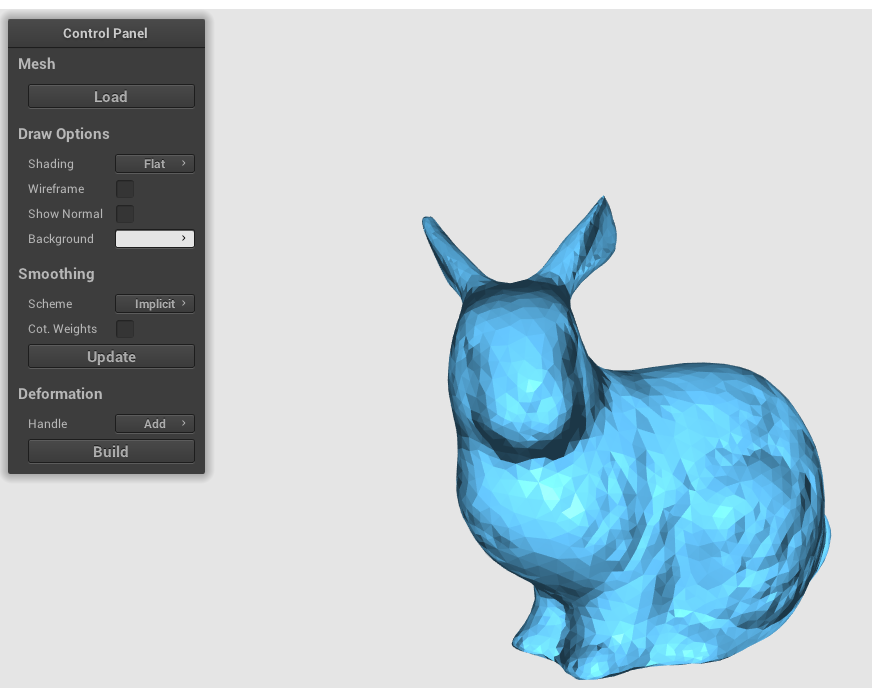 Control Panel
Mesh
Load
Draw Options
Shading Flat
Wireframe
Show Normal
Background
Smoothing
Scheme Implicit
Cot. Weights
Update
Deformation
Handle Add
Build